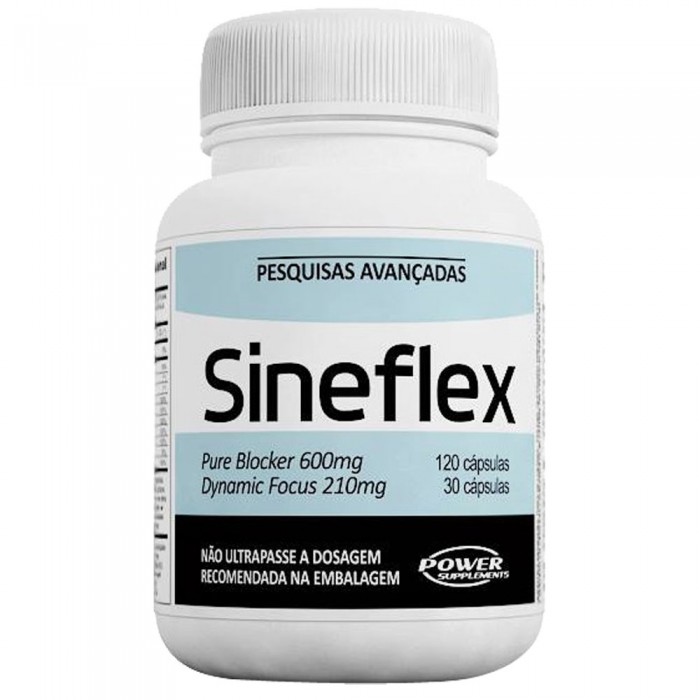 PESQUISAS AVANÇADAS
Sineflex
Pure Blocker 600mg 120 cápsulas
Dynamic Focus 210mg 30 cápsulas
NÃO ULTRAPASSE A DOSAGEM
RECOMENDADA NA EMBALAGEM
POWER
SUPPLEMENTS